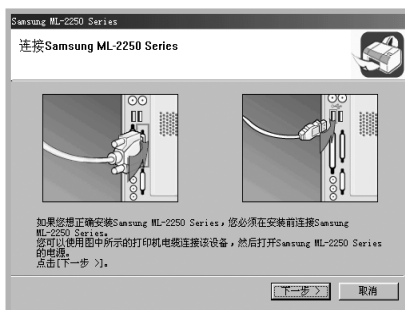 Samsung ML-2250 Series
连接Samsung ML-2250 Series
如果您想正确安装Samsung ML-2250 Series，您必须在安装前连接Samsung
ML-2250 Series。
您可以使用图中所示的打印机电缆连接该设备，然后打开Samsung ML-2250 Series
的电源。
点击[下一步 >]。
下一步 >
取消